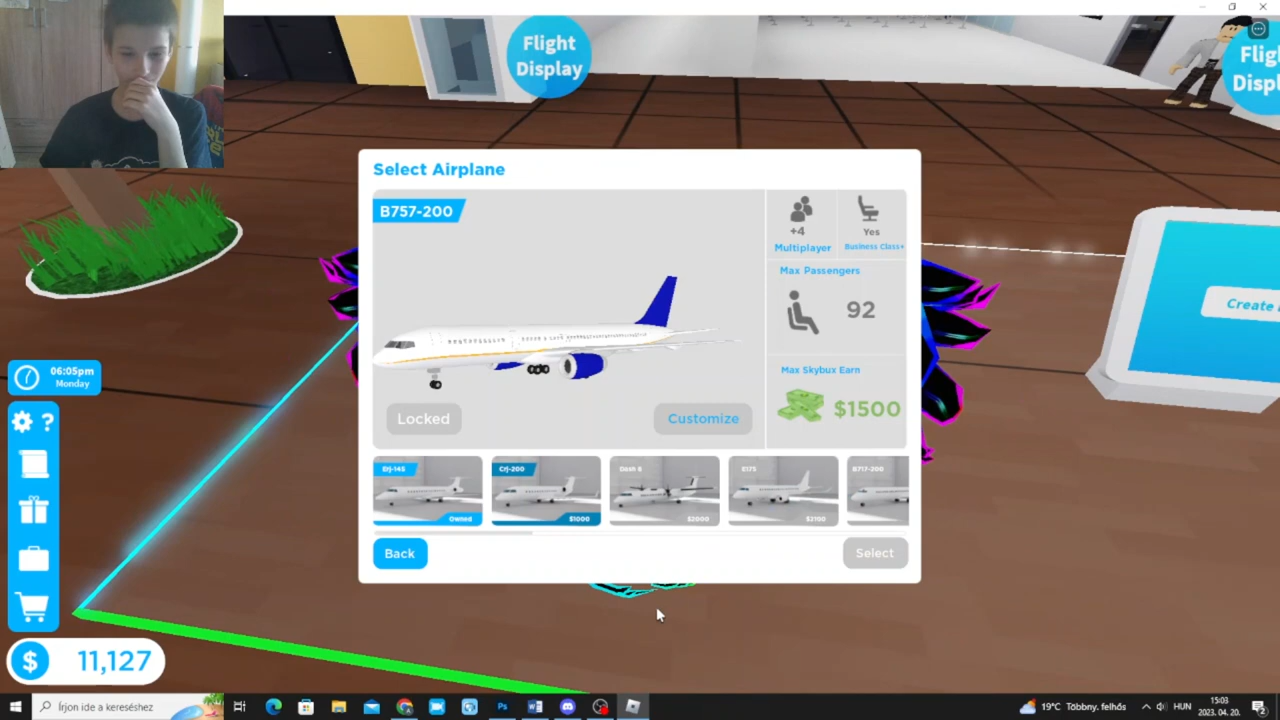 Flight
Display
Flig
Displ
Select Airplane
B757-200
+4
Multiplayer
Yes
Business Class+
Max Passengers
92
Max Skybux Earn
$1500
Locked
Customize
Create
06:05pm
Monday
?
Erj-145
Owned
Crj-200
$1000
Dash 8
$2000
E175
$2100
B717-200
Back
Select
$ 11,127
Írjon ide a kereséshez
19°C Többny. felhős
HUN
15:03
2023. 04. 20.
2